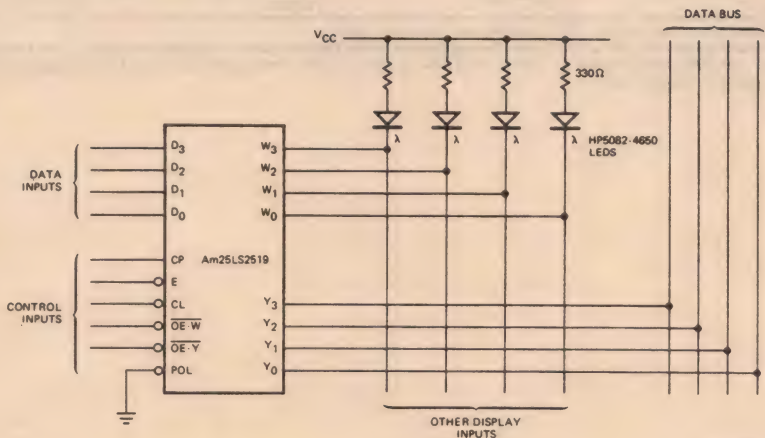 DATA BUS
VCC
330Ω
λ λ λ λ
HP5082-4650
LEDS
DATA
INPUTS
D3
D2
D1
D0
W3
W2
W1
W0
CP
Am25LS2519
E
CL
OE-W
OE-Y
POL
CONTROL
INPUTS
Y3
Y2
Y1
Y0
OTHER DISPLAY
INPUTS